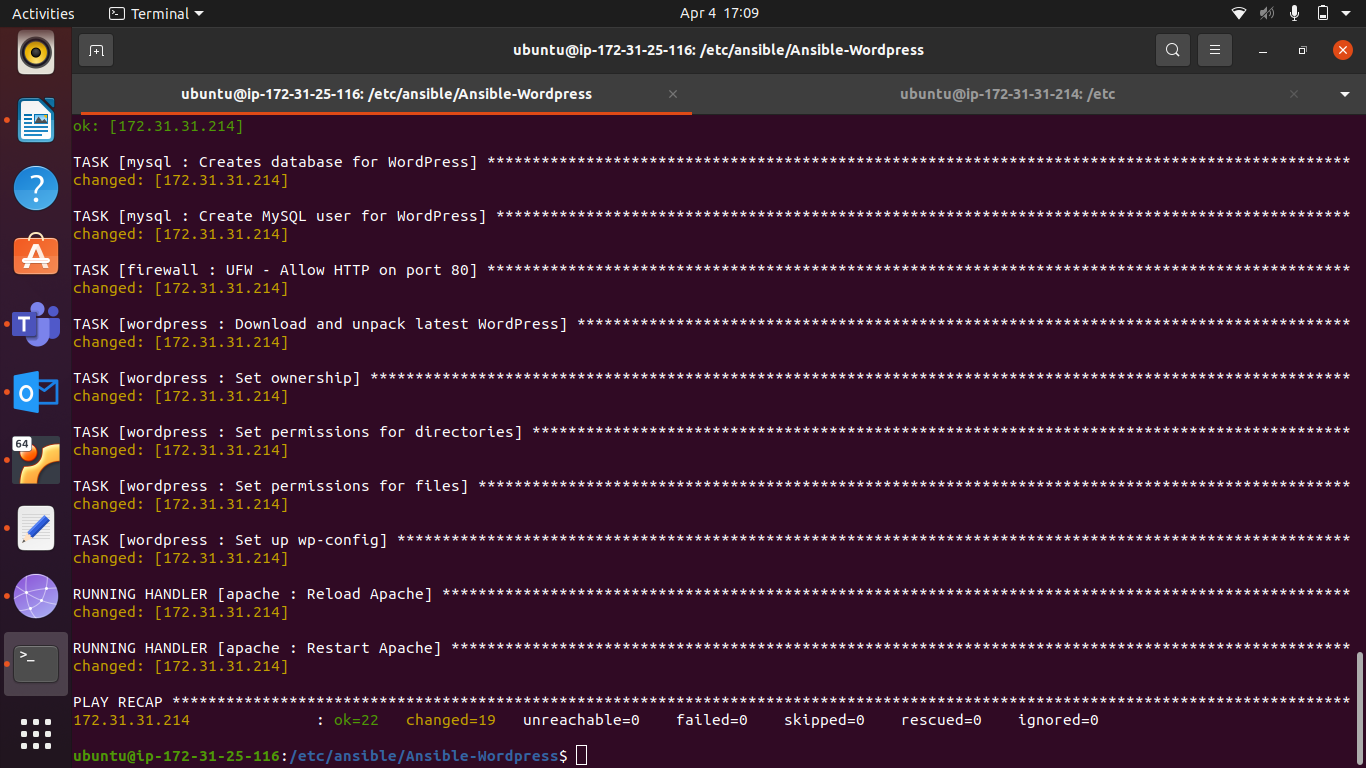 Activities Terminal Apr 4 17:09
ubuntu@ip-172-31-25-116: /etc/ansible/Ansible-Wordpress
ubuntu@ip-172-31-25-116: /etc/ansible/Ansible-Wordpress ubuntu@ip-172-31-31-214: /etc
ok: [172.31.31.214]
TASK [mysql : Creates database for WordPress] ************************************************************************************************
changed: [172.31.31.214]
TASK [mysql : Create MySQL user for WordPress] ***********************************************************************************************
changed: [172.31.31.214]
TASK [firewall : UFW - Allow HTTP on port 80] ************************************************************************************************
changed: [172.31.31.214]
TASK [wordpress : Download and unpack latest WordPress] **************************************************************************************
changed: [172.31.31.214]
TASK [wordpress : Set ownership] *************************************************************************************************************
changed: [172.31.31.214]
TASK [wordpress : Set permissions for directories] *******************************************************************************************
changed: [172.31.31.214]
TASK [wordpress : Set permissions for files] *************************************************************************************************
changed: [172.31.31.214]
TASK [wordpress : Set up wp-config] **********************************************************************************************************
changed: [172.31.31.214]
RUNNING HANDLER [apache : Reload Apache] *****************************************************************************************************
changed: [172.31.31.214]
RUNNING HANDLER [apache : Restart Apache] ****************************************************************************************************
changed: [172.31.31.214]
PLAY RECAP ***********************************************************************************************************************************
172.31.31.214 : ok=22 changed=19 unreachable=0 failed=0 skipped=0 rescued=0 ignored=0
ubuntu@ip-172-31-25-116:/etc/ansible/Ansible-Wordpress$
?
A
T
O
64
>_